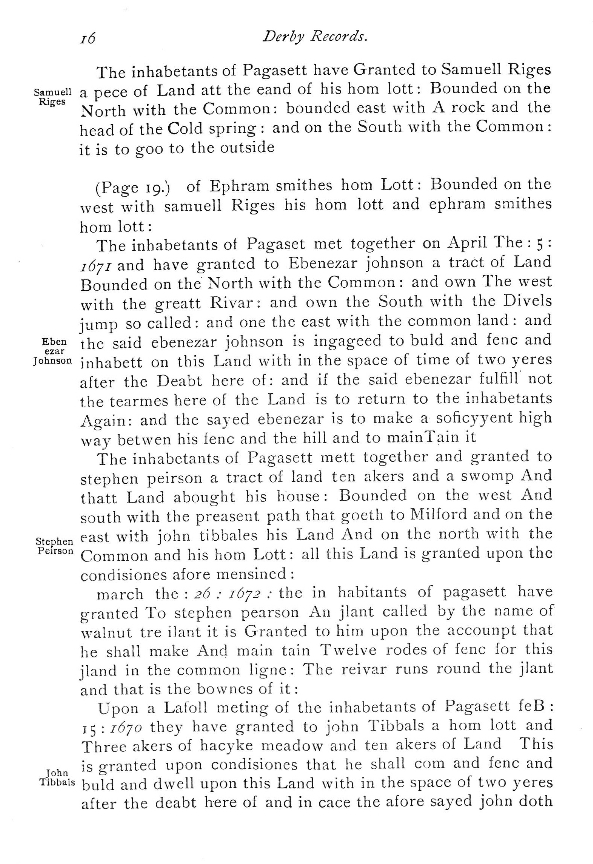 16 Derby Records.
The inhabetants of Pagasett have Granted to Samuell Riges
Samuell Riges
a pece of Land att the eand of his hom lott: Bounded on the
North with the Common: bounded east with A rock and the
head of the Cold spring: and on the South with the Common:
it is to goo to the outside
(Page 19.) of Ephram smithes hom Lott: Bounded on the
west with samuell Riges his hom lott and ephram smithes
hom lott:
The inhabetants of Pagaset met together on April The: 5:
1671 and have granted to Ebenezar johnson a tract of Land
Bounded on the North with the Common: and own The west
with the greatt Rivar: and own the South with the Divels
jump so called: and one the east with the common land: and
Eben ezar Johnson
the said ebenezar johnson is ingageed to buld and fenc and
inhabett on this Land with in the space of time of two yeres
after the Deabt here of: and if the said ebenezar fulfill not
the tearmes here of the Land is to return to the inhabetants
Again: and the sayed ebenezar is to make a soficyyent high
way betwen his fenc and the hill and to mainTain it
The inhabetants of Pagasett mett together and granted to
stephen peirson a tract of land ten akers and a swomp And
thatt Land abought his house: Bounded on the west And
south with the preasent path that goeth to Milford and on the
Stephen Peirson
east with john tibbales his Land And on the north with the
Common and his hom Lott: all this Land is granted upon the
condisiones afore mensined:
march the: 26: 1672: the in habitants of pagasett have
granted To stephen pearson An jlant called by the name of
walnut tre ilant it is Granted to him upon the accounpt that
he shall make And main tain Twelve rodes of fenc for this
jland in the common ligne: The reivar runs round the jlant
and that is the bownes of it:
Upon a Lafoll meting of the inhabetants of Pagasett feB:
15: 1670 they have granted to john Tibbals a hom lott and
Three akers of hacyke meadow and ten akers of Land This
John Tibbals
is granted upon condisiones that he shall com and fenc and
buld and dwell upon this Land with in the space of two yeres
after the deabt here of and in cace the afore sayed john doth